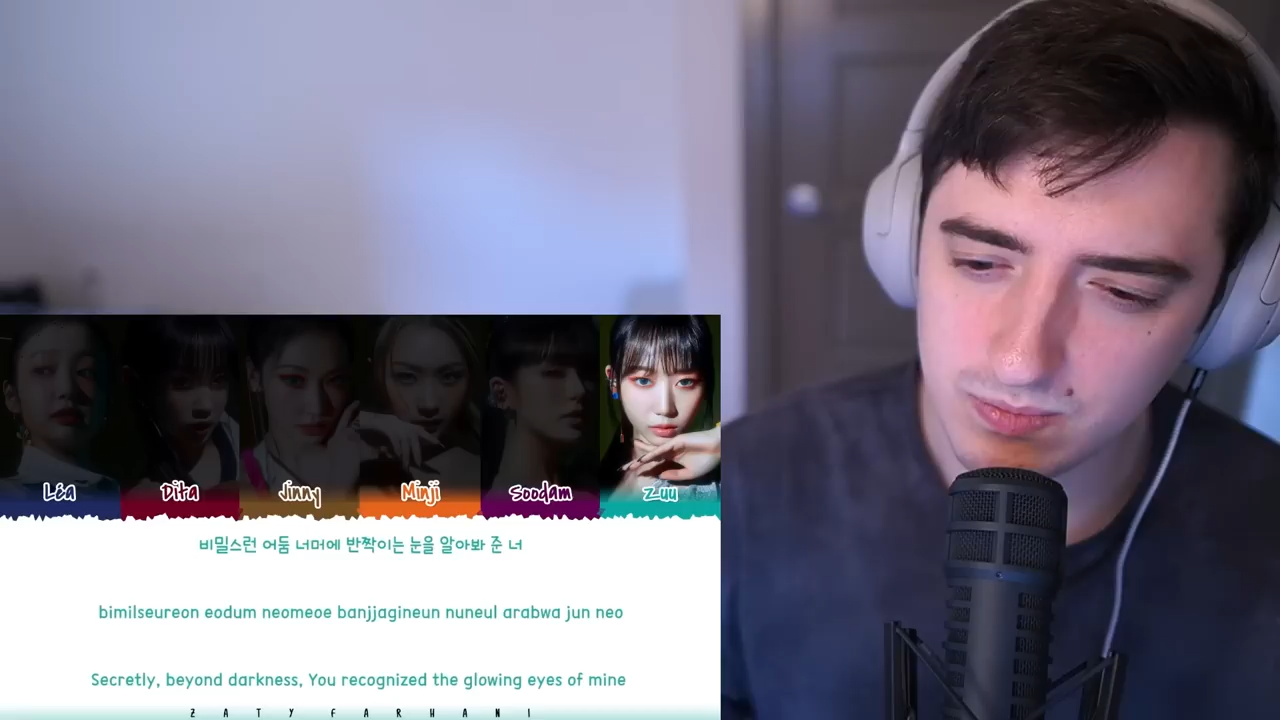 Léa Dita Jinny Minji Soodam Zuu
비밀스런 어둠 너머에 반짝이는 눈을 알아봐 준 너
bimilseureon eodum neomeoe banjjagineun nuneul arabwa jun neo
Secretly, beyond darkness, You recognized the glowing eyes of mine
ZATY FARHANI